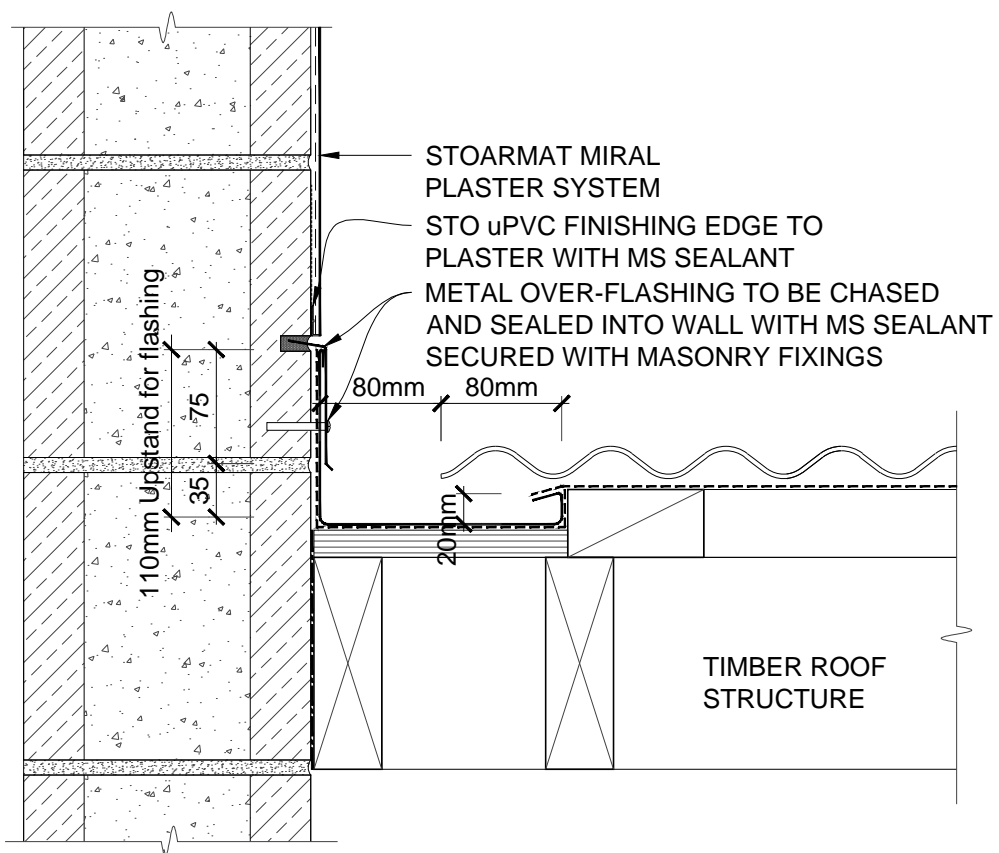 STOARMAT MIRAL
PLASTER SYSTEM
STO uPVC FINISHING EDGE TO
PLASTER WITH MS SEALANT
METAL OVER-FLASHING TO BE CHASED
AND SEALED INTO WALL WITH MS SEALANT
SECURED WITH MASONRY FIXINGS
80mm
80mm
110mm Upstand for flashing
75
35
20mm
TIMBER ROOF
STRUCTURE